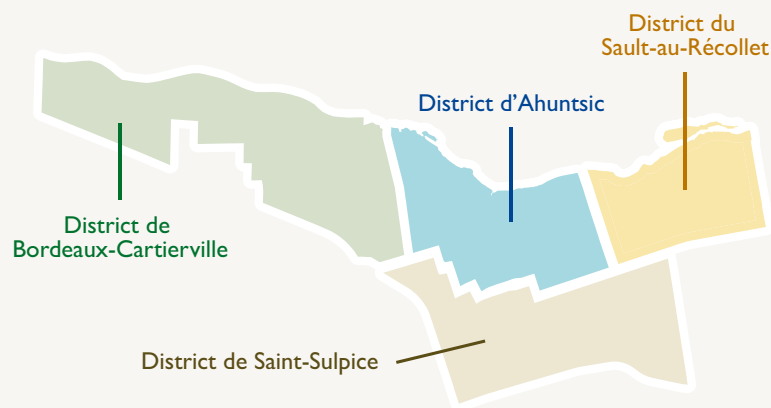 District du
Sault-au-Récollet
District d'Ahuntsic
District de
Bordeaux-Cartierville
District de Saint-Sulpice